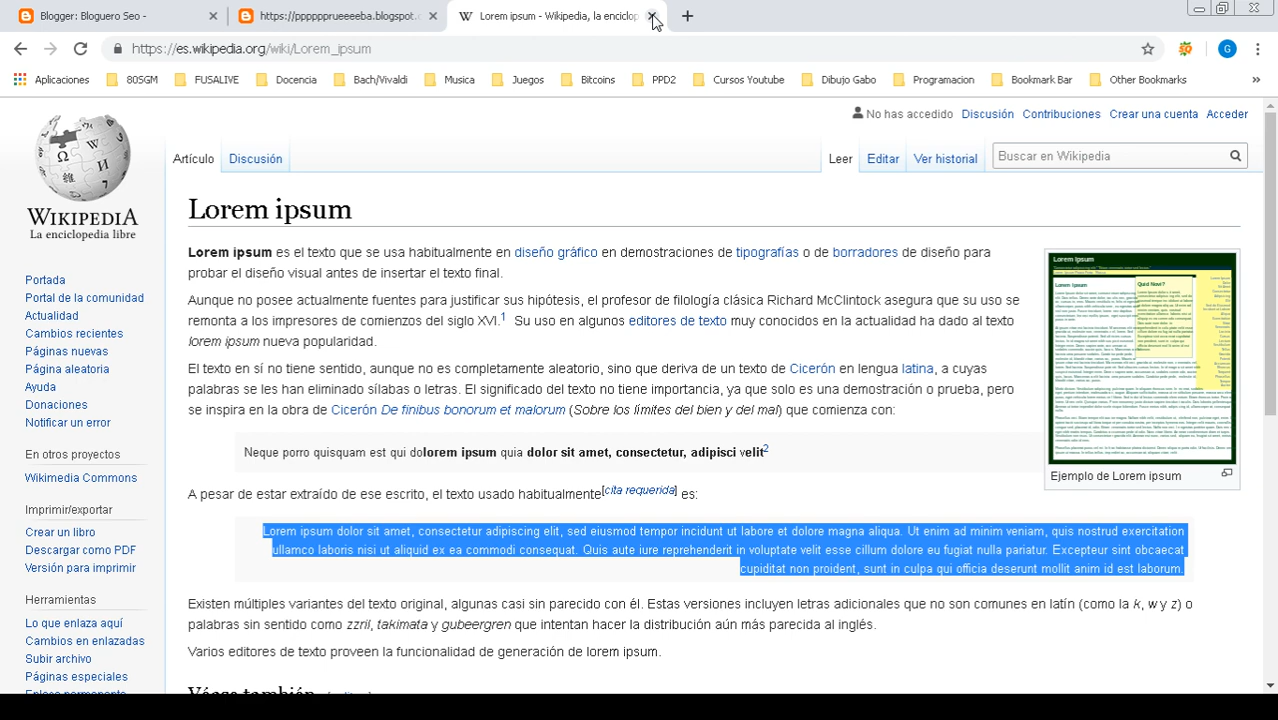 Blogger: Bloguero Seo -
https://ppppppprueeeeba.blogspot.
Lorem ipsum - Wikipedia, la enciclop
https://es.wikipedia.org/wiki/Lorem_ipsum
G
Aplicaciones
80SGM
FUSALIVE
Docencia
Bach/Vivaldi
Musica
Juegos
Bitcoins
PPD2
Cursos Youtube
Dibujo Gabo
Programacion
Bookmark Bar
Other Bookmarks
»
No has accedido Discusión Contribuciones Crear una cuenta Acceder
Artículo Discusión Leer Editar Ver historial Buscar en Wikipedia
WIKIPEDIA
La enciclopedia libre
Portada
Portal de la comunidad
Actualidad
Cambios recientes
Páginas nuevas
Página aleatoria
Ayuda
Donaciones
Notificar un error
En otros proyectos
Wikimedia Commons
Imprimir/exportar
Crear un libro
Descargar como PDF
Versión para imprimir
Herramientas
Lo que enlaza aquí
Cambios en enlazadas
Subir archivo
Páginas especiales
Enlace permanente
Lorem ipsum
Lorem ipsum es el texto que se usa habitualmente en diseño gráfico en demostraciones de tipografías o de borradores de diseño para
probar el diseño visual antes de insertar el texto final.
Aunque no posee actualmente fuentes para justificar sus hipótesis, el profesor de filología clásica Richard McClintock asegura que su uso se
remonta a los impresores de comienzos del siglo XVI.1 Su uso en algunos editores de texto muy conocidos en la actualidad ha dado al texto
lorem ipsum nueva popularidad.
El texto en sí no tiene sentido, aunque no es completamente aleatorio, sino que deriva de un texto de Cicerón en lengua latina, a cuyas
palabras se les han eliminado sílabas o letras. El significado del texto no tiene importancia, ya que solo es una demostración o prueba, pero
se inspira en la obra de Cicerón De finibus bonorum et malorum (Sobre los límites del bien y del mal) que comienza con:
Neque porro quisquam est qui dolorem ipsum quia dolor sit amet, consectetur, adipisci velit2
A pesar de estar extraído de ese escrito, el texto usado habitualmente[cita requerida] es:
Lorem ipsum dolor sit amet, consectetur adipiscing elit, sed eiusmod tempor incidunt ut labore et dolore magna aliqua. Ut enim ad minim veniam, quis nostrud exercitation
ullamco laboris nisi ut aliquid ex ea commodi consequat. Quis aute iure reprehenderit in voluptate velit esse cillum dolore eu fugiat nulla pariatur. Excepteur sint obcaecat
cupiditat non proident, sunt in culpa qui officia deserunt mollit anim id est laborum.
Existen múltiples variantes del texto original, algunas casi sin parecido con él. Estas versiones incluyen letras adicionales que no son comunes en latín (como la k, w y z) o
palabras sin sentido como zzril, takimata y gubeergren que intentan hacer la distribución aún más parecida al inglés.
Varios editores de texto proveen la funcionalidad de generación de lorem ipsum.
Véase también
Lorem Ipsum
Quid Novi?
Ejemplo de Lorem ipsum